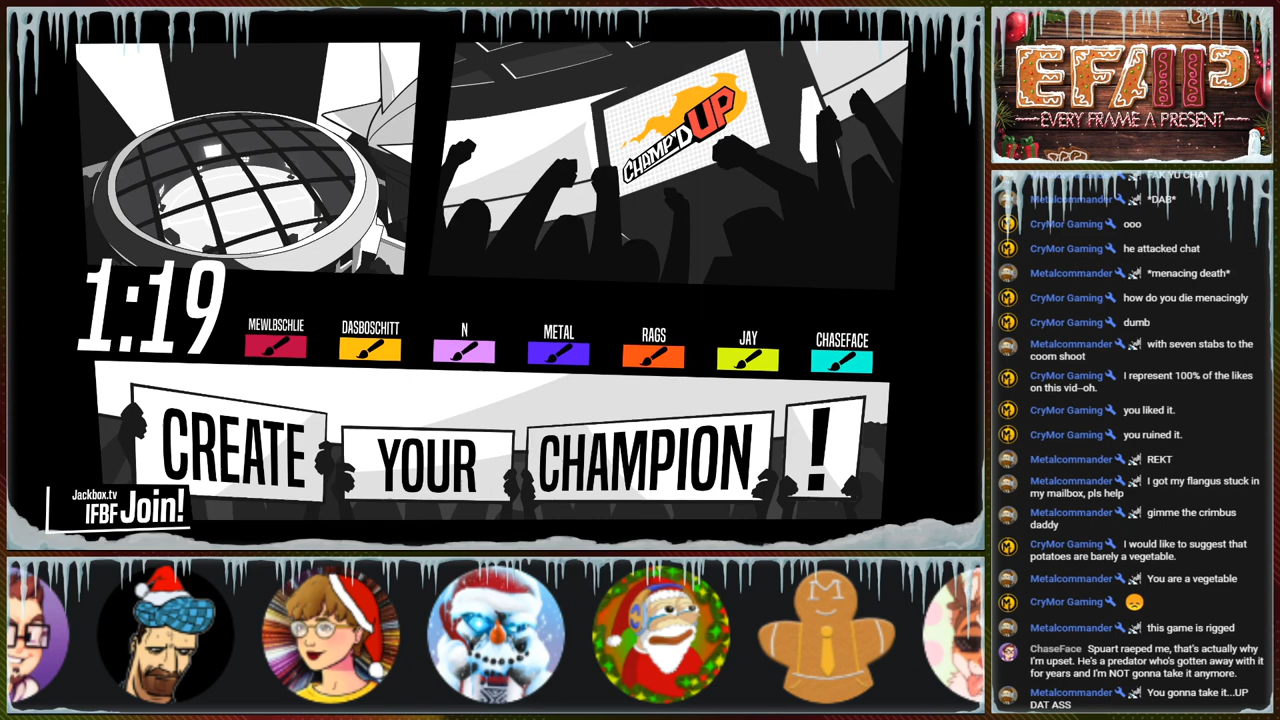 CHAMP'D UP
1:19
MEWLBSCHLIE
DASBOSCHITT
N
METAL
RAGS
JAY
CHASEFACE
CREATE
YOUR
CHAMPION
!
Jackbox.tv
IFBF Join!
EFAP
EVERY FRAME A PRESENT
FAK YU CHAT
Metalcommander *DAB*
CryMor Gaming ooo
CryMor Gaming he attacked chat
Metalcommander *menacing death*
CryMor Gaming how do you die menacingly
CryMor Gaming dumb
Metalcommander with seven stabs to the
coom shoot
CryMor Gaming I represent 100% of the likes
on this vid--oh.
CryMor Gaming you liked it.
CryMor Gaming you ruined it.
Metalcommander REKT
Metalcommander I got my flangus stuck in
my mailbox, pls help
Metalcommander gimme the crimbus
daddy
CryMor Gaming I would like to suggest that
potatoes are barely a vegetable.
Metalcommander You are a vegetable
CryMor Gaming 😞
Metalcommander this game is rigged
ChaseFace Spuart raeped me, that's actually why
I'm upset. He's a predator who's gotten away with it
for years and I'm NOT gonna take it anymore.
Metalcommander You gonna take it...UP
DAT ASS
M